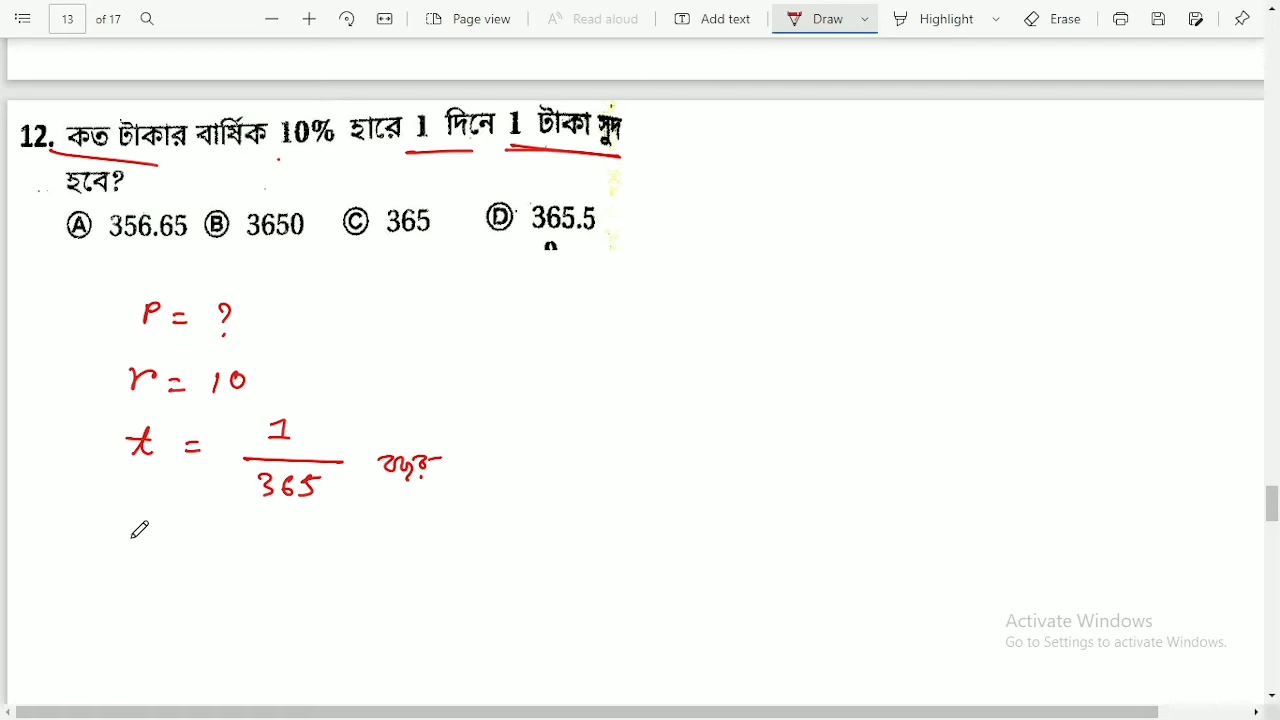 13 of 17 Page view Read aloud Add text Draw Highlight Erase
12. কত টাকার বার্ষিক 10% হারে 1 দিনে 1 টাকা সুদ
হবে?
Ⓐ 356.65 Ⓑ 3650 Ⓒ 365 Ⓓ 365.5
P = ?
r = 10
t = 1/365 বছর
Activate Windows
Go to Settings to activate Windows.